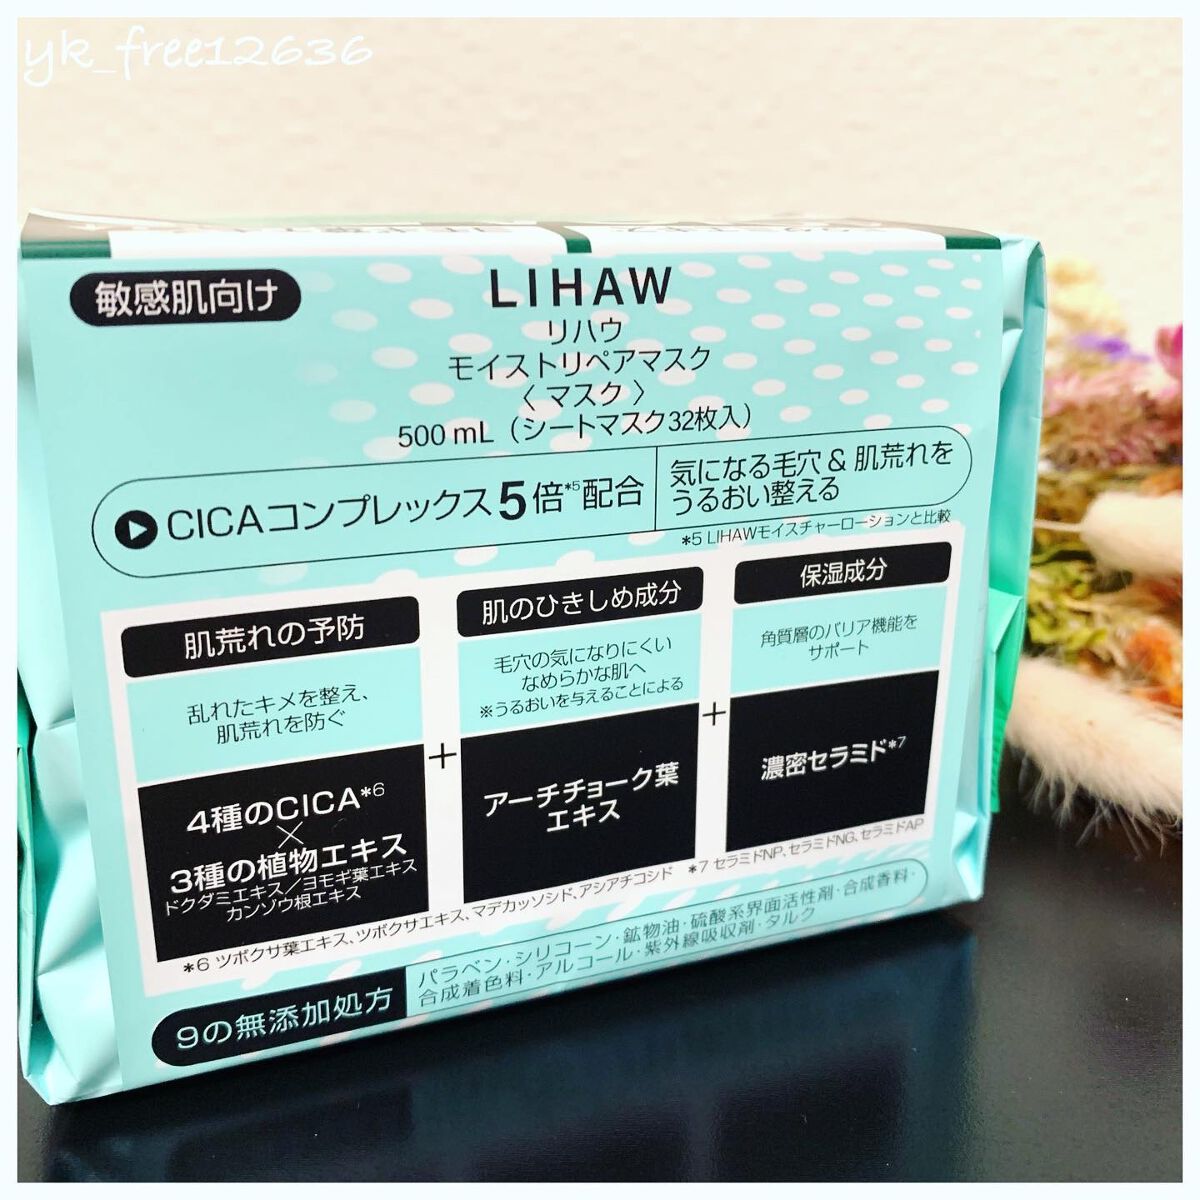 yk_free12636
敏感肌向け
LIHAW
リハウ
モイストリペアマスク
〈マスク〉
500 mL（シートマスク32枚入）
CICAコンプレックス5倍*5配合
気になる毛穴 & 肌荒れを
うるおい整える
*5 LIHAWモイスチャーローションと比較
肌荒れの予防
乱れたキメを整え、
肌荒れを防ぐ
4種のCICA*6
×
3種の植物エキス
ドクダミエキス／ヨモギ葉エキス
カンゾウ根エキス
+
肌のひきしめ成分
毛穴の気になりにくい
なめらかな肌へ
※うるおいを与えることによる
アーチチョーク葉
エキス
+
保湿成分
角質層のバリア機能を
サポート
濃密セラミド*7
*6 ツボクサ葉エキス、ツボクサエキス、マデカッソシド、アシアチコシド *7 セラミドNP、セラミドNG、セラミドAP
9の無添加処方
パラベン・シリコーン・鉱物油・硫酸系界面活性剤・合成香料・
合成着色料・アルコール・紫外線吸収剤・タルク